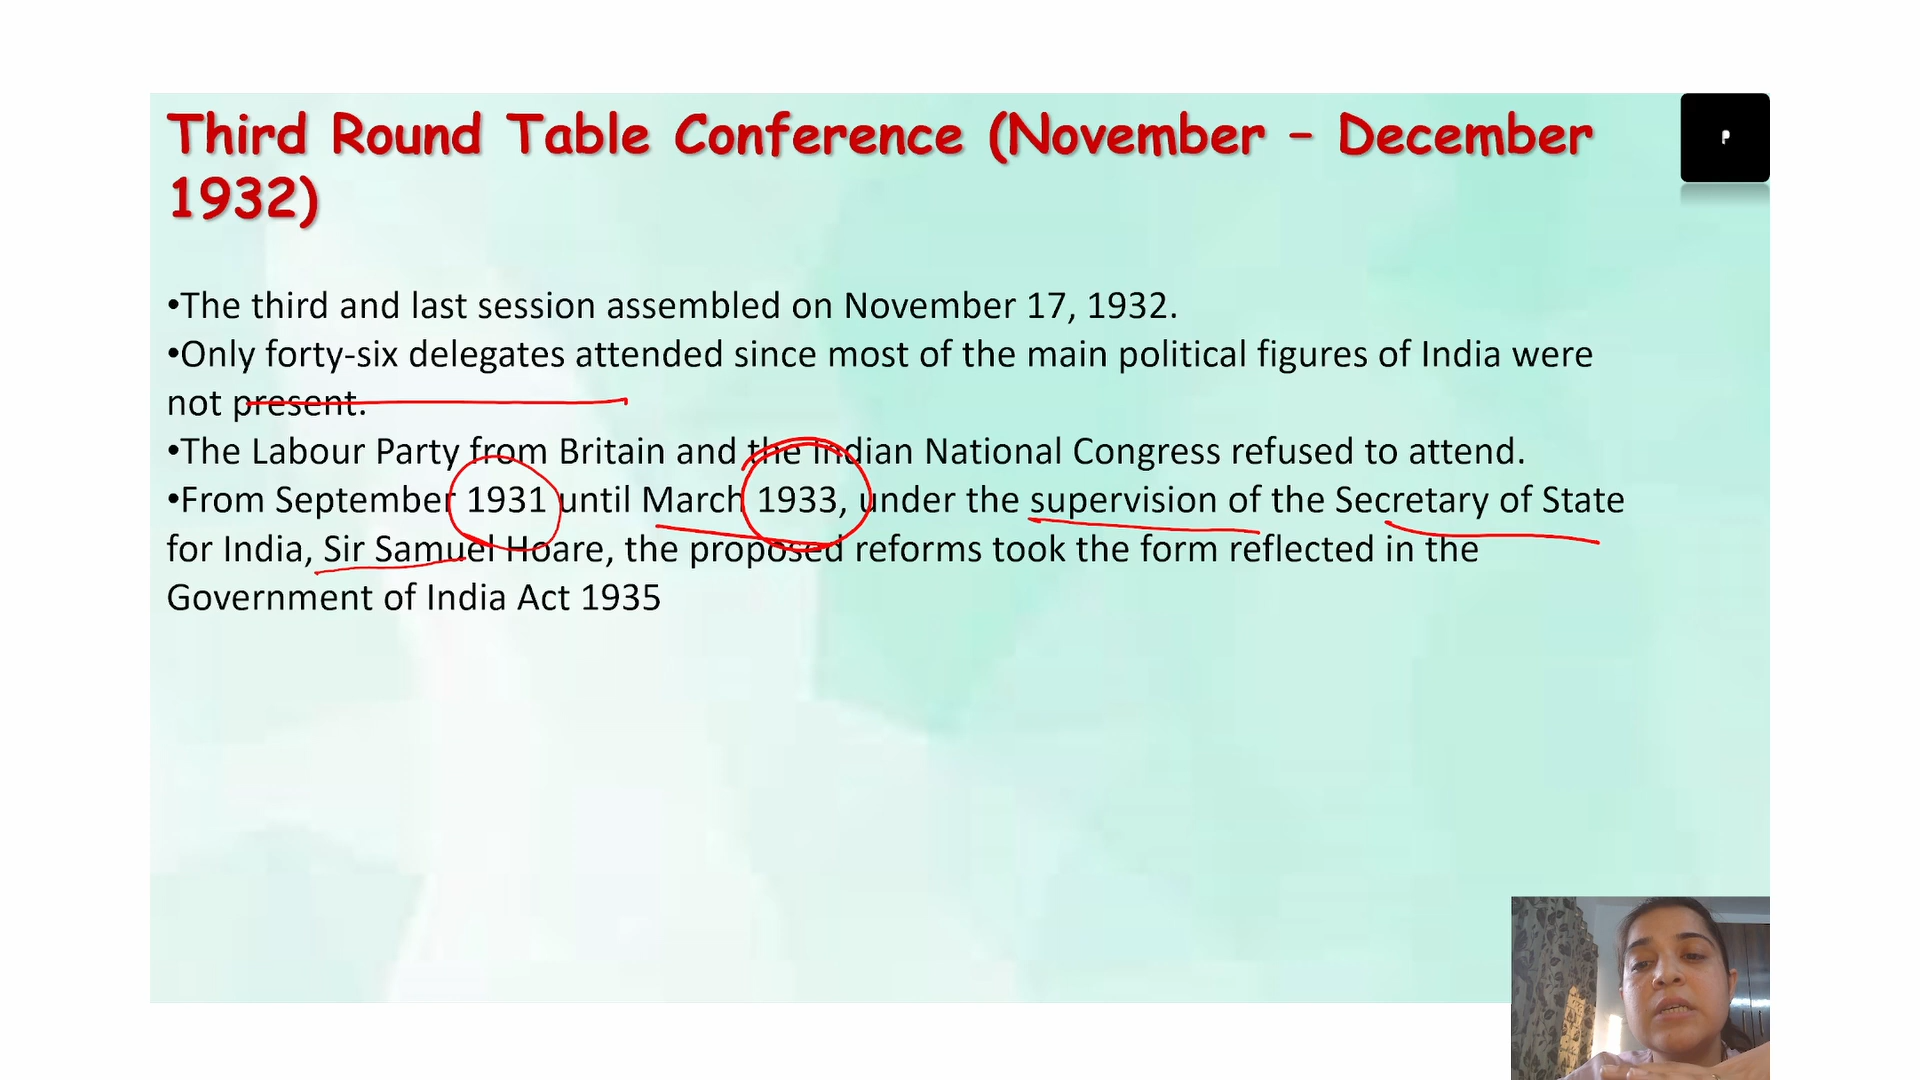 Third Round Table Conference (November – December
1932)
P
•The third and last session assembled on November 17, 1932.
•Only forty-six delegates attended since most of the main political figures of India were
not present.
•The Labour Party from Britain and the Indian National Congress refused to attend.
•From September 1931 until March 1933, under the supervision of the Secretary of State
for India, Sir Samuel Hoare, the proposed reforms took the form reflected in the
Government of India Act 1935